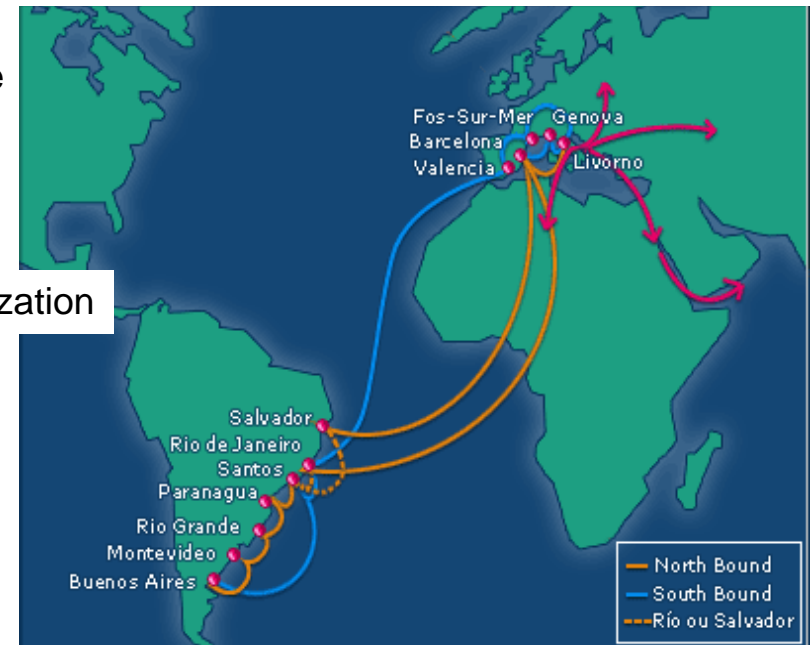 e
Fos-Sur-Mer Genova
Barcelona
Valencia
Livorno
zation
Salvador
Rio de Janeiro
Santos
Paranagua
Rio Grande
Montevideo
Buenos Aires
North Bound
South Bound
Río ou Salvador